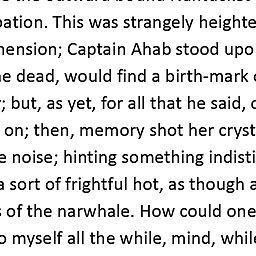 pation. This was strangely heighte
nension; Captain Ahab stood upo
e dead, would find a birth-mark
; but, as yet, for all that he said,
on; then, memory shot her cryst
e noise; hinting something indisti
a sort of frightful hot, as though a
s of the narwhale. How could one
o myself all the while, mind, while